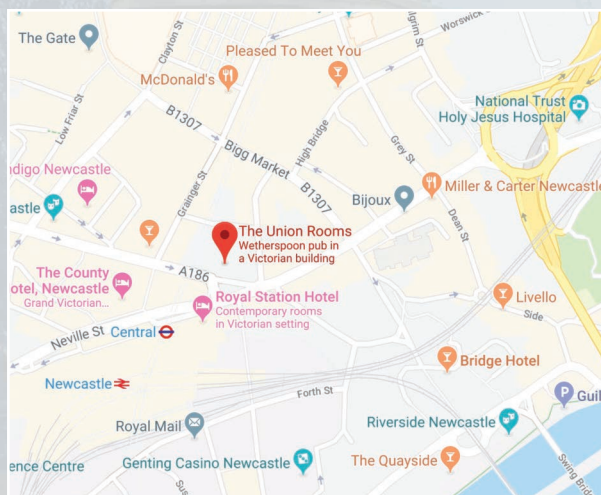 The Gate
Clayton St
Pleased To Meet You
Pilgrim St
Worswick St
McDonald's
National Trust
Holy Jesus Hospital
Low Friar St
B1307
High Bridge
Grey St
Bigg Market
ndigo Newcastle
Grainger St
B1307
Miller & Carter Newcastle
Bijoux
astle
The Union Rooms
Wetherspoon pub in
a Victorian building
Dean St
A186
The County
otel, Newcastle
Grand Victorian...
Royal Station Hotel
Contemporary rooms
in Victorian setting
Livello
Side
Neville St
Central
Bridge Hotel
Newcastle
Forth St
Guil
Royal Mail
Riverside Newcastle
P
ence Centre
Genting Casino Newcastle
The Quayside
Swing Brid